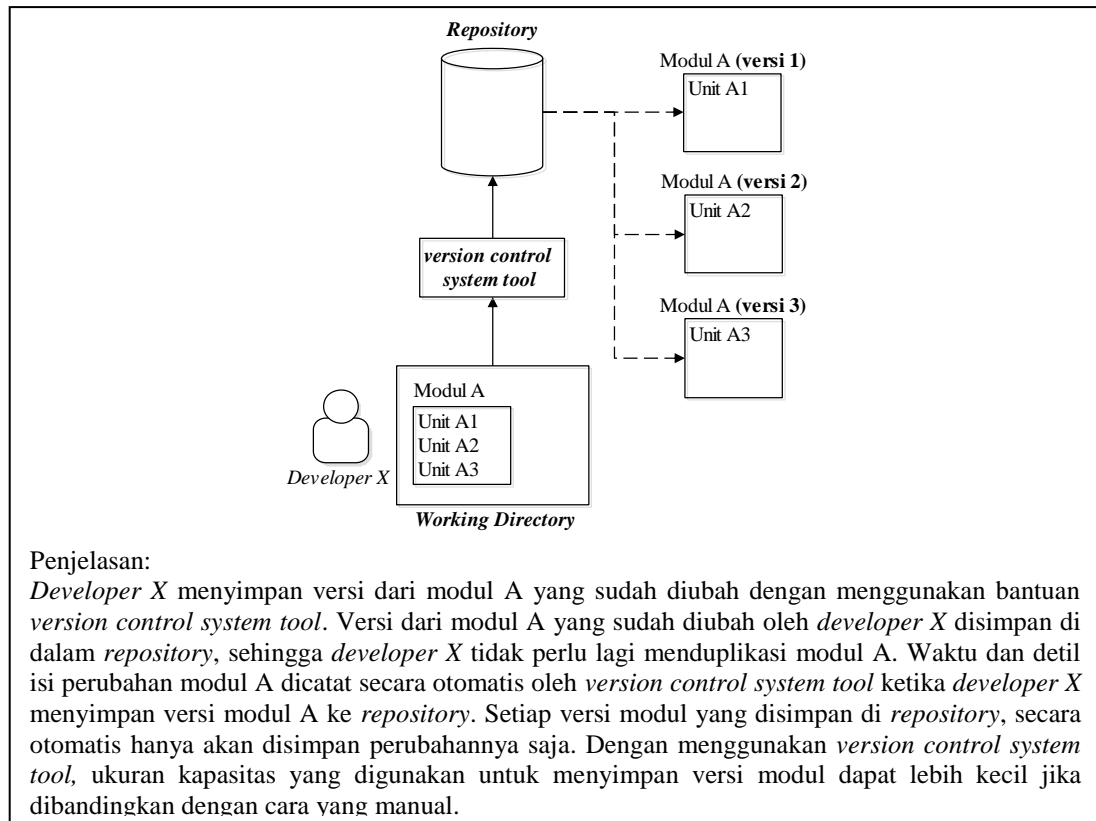 Repository
Modul A (versi 1)
Unit A1
Modul A (versi 2)
Unit A2
version control
system tool
Modul A (versi 3)
Unit A3
Modul A
Unit A1
Unit A2
Unit A3
Developer X
Working Directory
Penjelasan:
Developer X menyimpan versi dari modul A yang sudah diubah dengan menggunakan bantuan
version control system tool. Versi dari modul A yang sudah diubah oleh developer X disimpan di
dalam repository, sehingga developer X tidak perlu lagi menduplikasi modul A. Waktu dan detil
isi perubahan modul A dicatat secara otomatis oleh version control system tool ketika developer X
menyimpan versi modul A ke repository. Setiap versi modul yang disimpan di repository, secara
otomatis hanya akan disimpan perubahannya saja. Dengan menggunakan version control system
tool, ukuran kapasitas yang digunakan untuk menyimpan versi modul dapat lebih kecil jika
dibandingkan dengan cara yang manual.